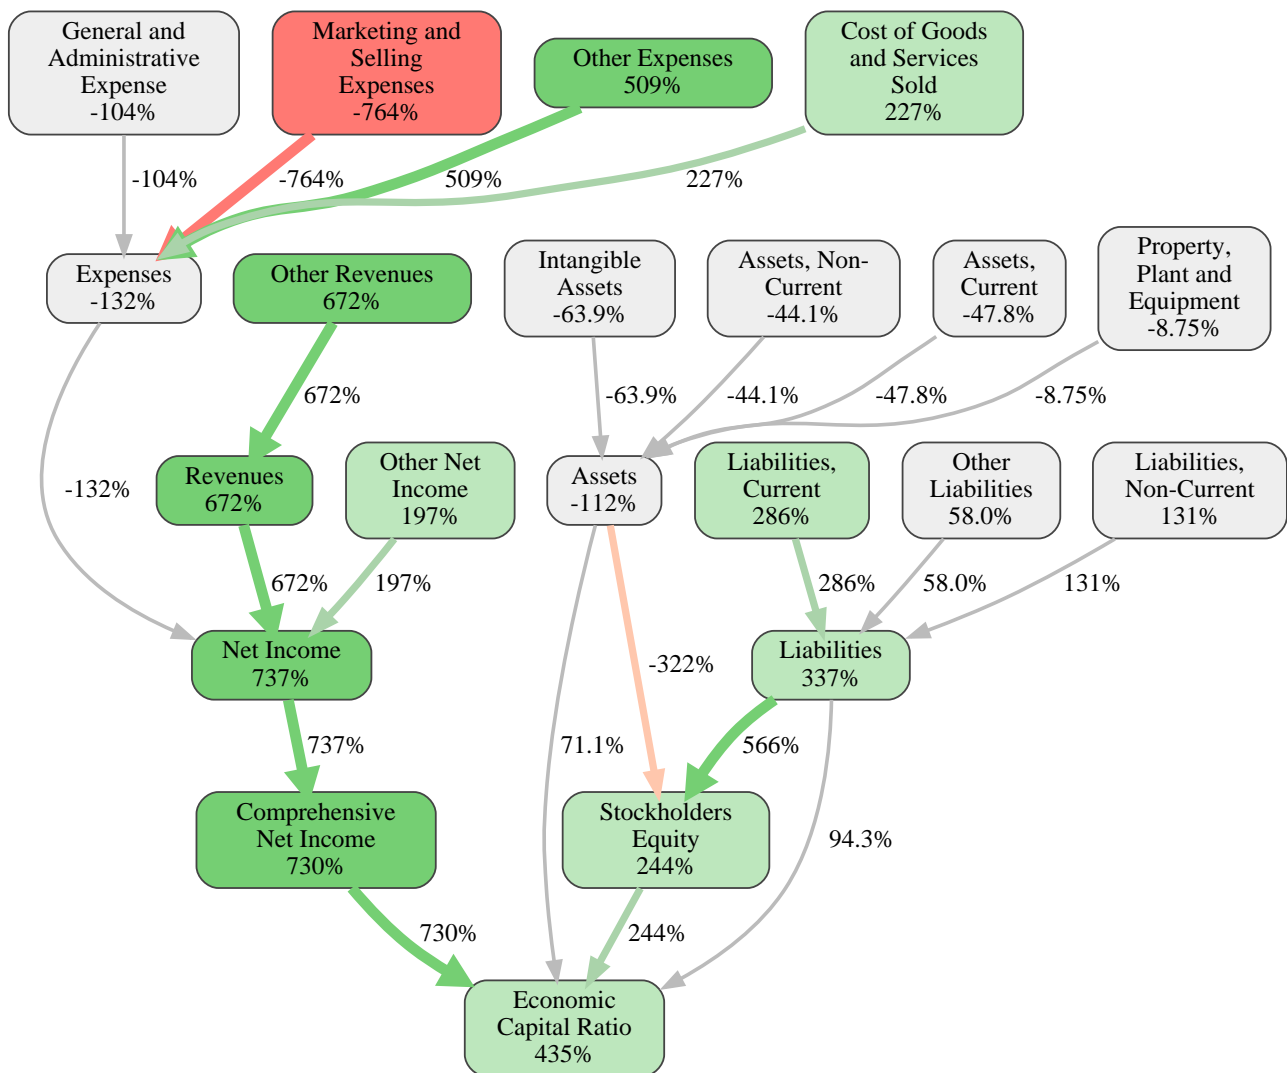 General and
Administrative
Expense
-104%
Marketing and
Selling
Expenses
-764%
Other Expenses
509%
Cost of Goods
and Services
Sold
227%
-104%
-764%
509%
227%
Expenses
-132%
Other Revenues
672%
Intangible
Assets
-63.9%
Assets, Non-
Current
-44.1%
Assets,
Current
-47.8%
Property,
Plant and
Equipment
-8.75%
672%
-63.9%
-44.1%
-47.8%
-8.75%
-132%
Revenues
672%
Other Net
Income
197%
Assets
-112%
Liabilities,
Current
286%
Other
Liabilities
58.0%
Liabilities,
Non-Current
131%
672%
197%
286%
58.0%
131%
Net Income
737%
-322%
Liabilities
337%
737%
71.1%
566%
Comprehensive
Net Income
730%
Stockholders
Equity
244%
94.3%
730%
244%
Economic
Capital Ratio
435%